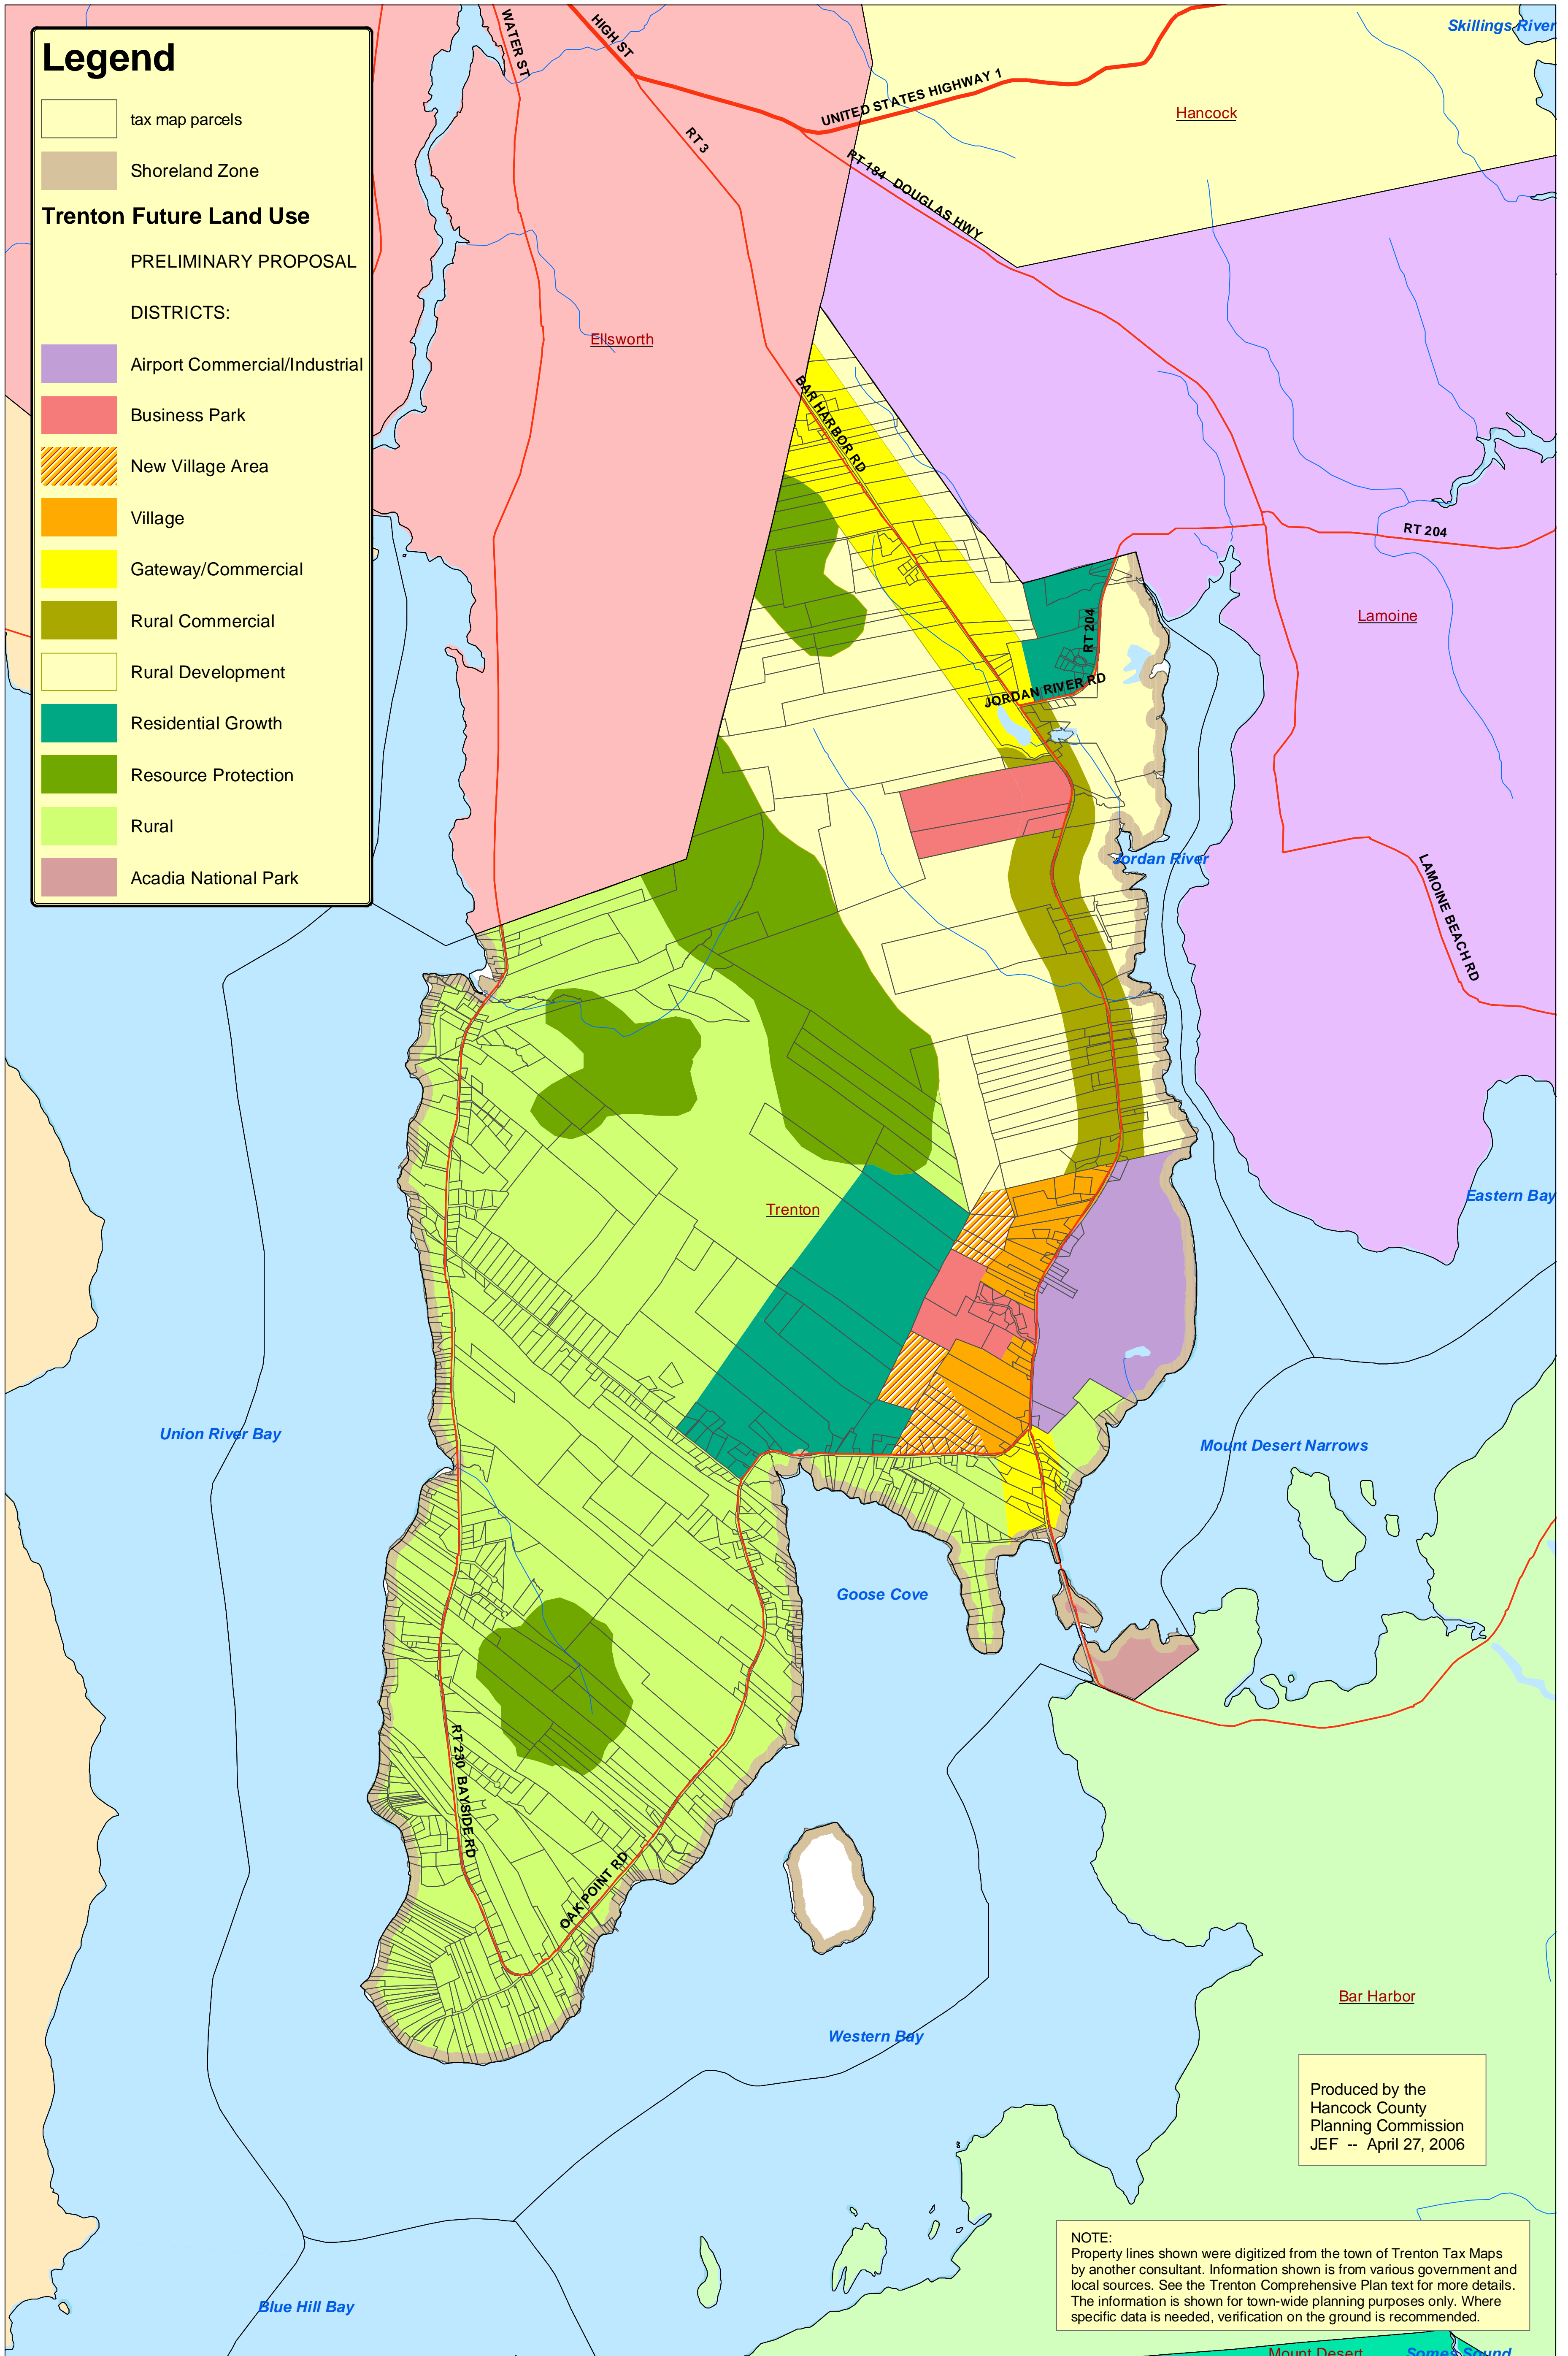 Legend
tax map parcels
Shoreland Zone
Trenton Future Land Use
PRELIMINARY PROPOSAL
DISTRICTS:
Airport Commercial/Industrial
Business Park
New Village Area
Village
Gateway/Commercial
Rural Commercial
Rural Development
Residential Growth
Resource Protection
Rural
Acadia National Park
WATER ST
HIGH ST
UNITED STATES HIGHWAY 1
Skillings River
Hancock
RT 3
RT 184 DOUGLAS HWY
Ellsworth
BAR HARBOR RD
RT 204
Lamoine
RT 204
JORDAN RIVER RD
Jordan River
LAMOINE BEACH RD
Eastern Bay
Trenton
Union River Bay
Mount Desert Narrows
Goose Cove
RT 230 BAYSIDE RD
OAK POINT RD
Bar Harbor
Western Bay
Produced by the
Hancock County
Planning Commission
JEF -- April 27, 2006
NOTE:
Property lines shown were digitized from the town of Trenton Tax Maps
by another consultant. Information shown is from various government and
local sources. See the Trenton Comprehensive Plan text for more details.
The information is shown for town-wide planning purposes only. Where
specific data is needed, verification on the ground is recommended.
Blue Hill Bay
Mount Desert
Somes Sound